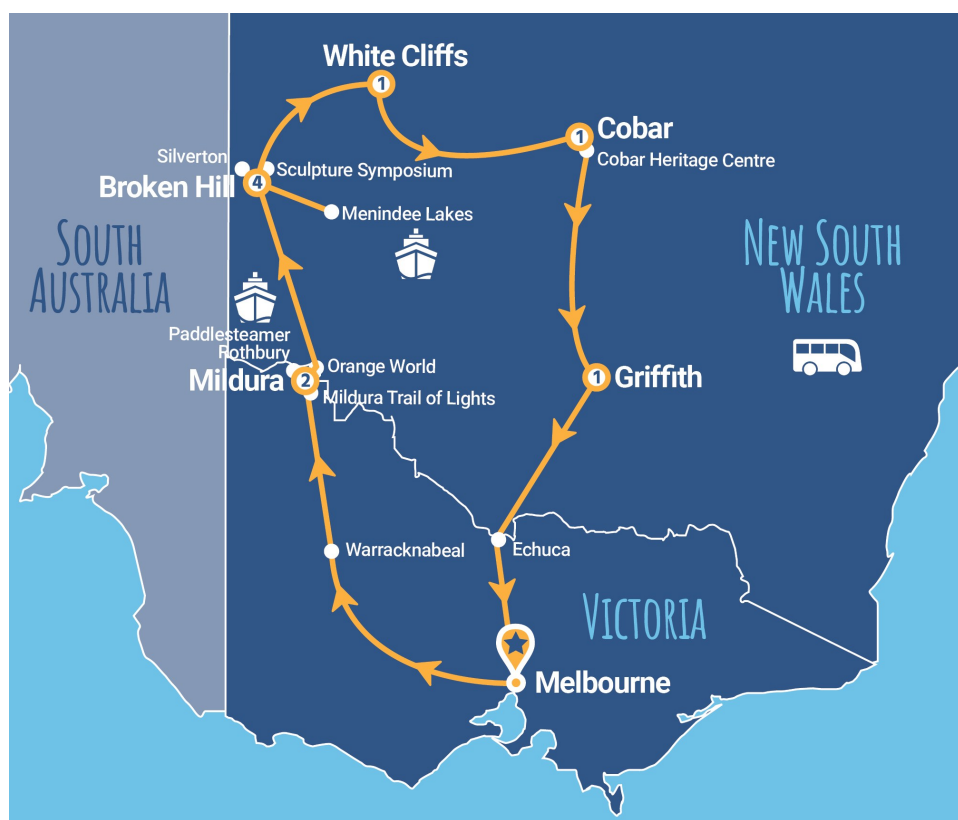 White Cliffs
1
1
Cobar
Cobar Heritage Centre
Silverton
Sculpture Symposium
Broken Hill
4
Menindee Lakes
SOUTH
AUSTRALIA
NEW SOUTH
WALES
Paddlesteamer
Rothbury
Orange World
Mildura
2
Mildura Trail of Lights
1
Griffith
Warracknabeal
Echuca
VICTORIA
Melbourne